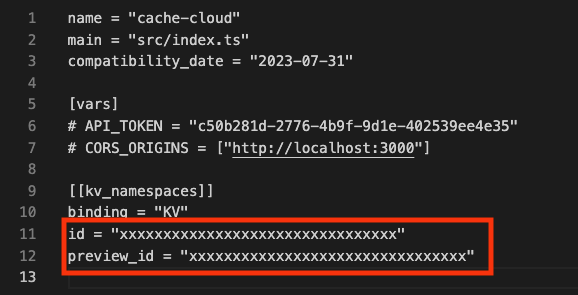 1 name = "cache-cloud"
2 main = "src/index.ts"
3 compatibility_date = "2023-07-31"
4
5 [vars]
6 # API_TOKEN = "c50b281d-2776-4b9f-9d1e-402539ee4e35"
7 # CORS_ORIGINS = ["http://localhost:3000"]
8
9 [[kv_namespaces]]
10 binding = "KV"
11 id = "xxxxxxxxxxxxxxxxxxxxxxxxxxxxxxxx"
12 preview_id = "xxxxxxxxxxxxxxxxxxxxxxxxxxxxxxxx"
13